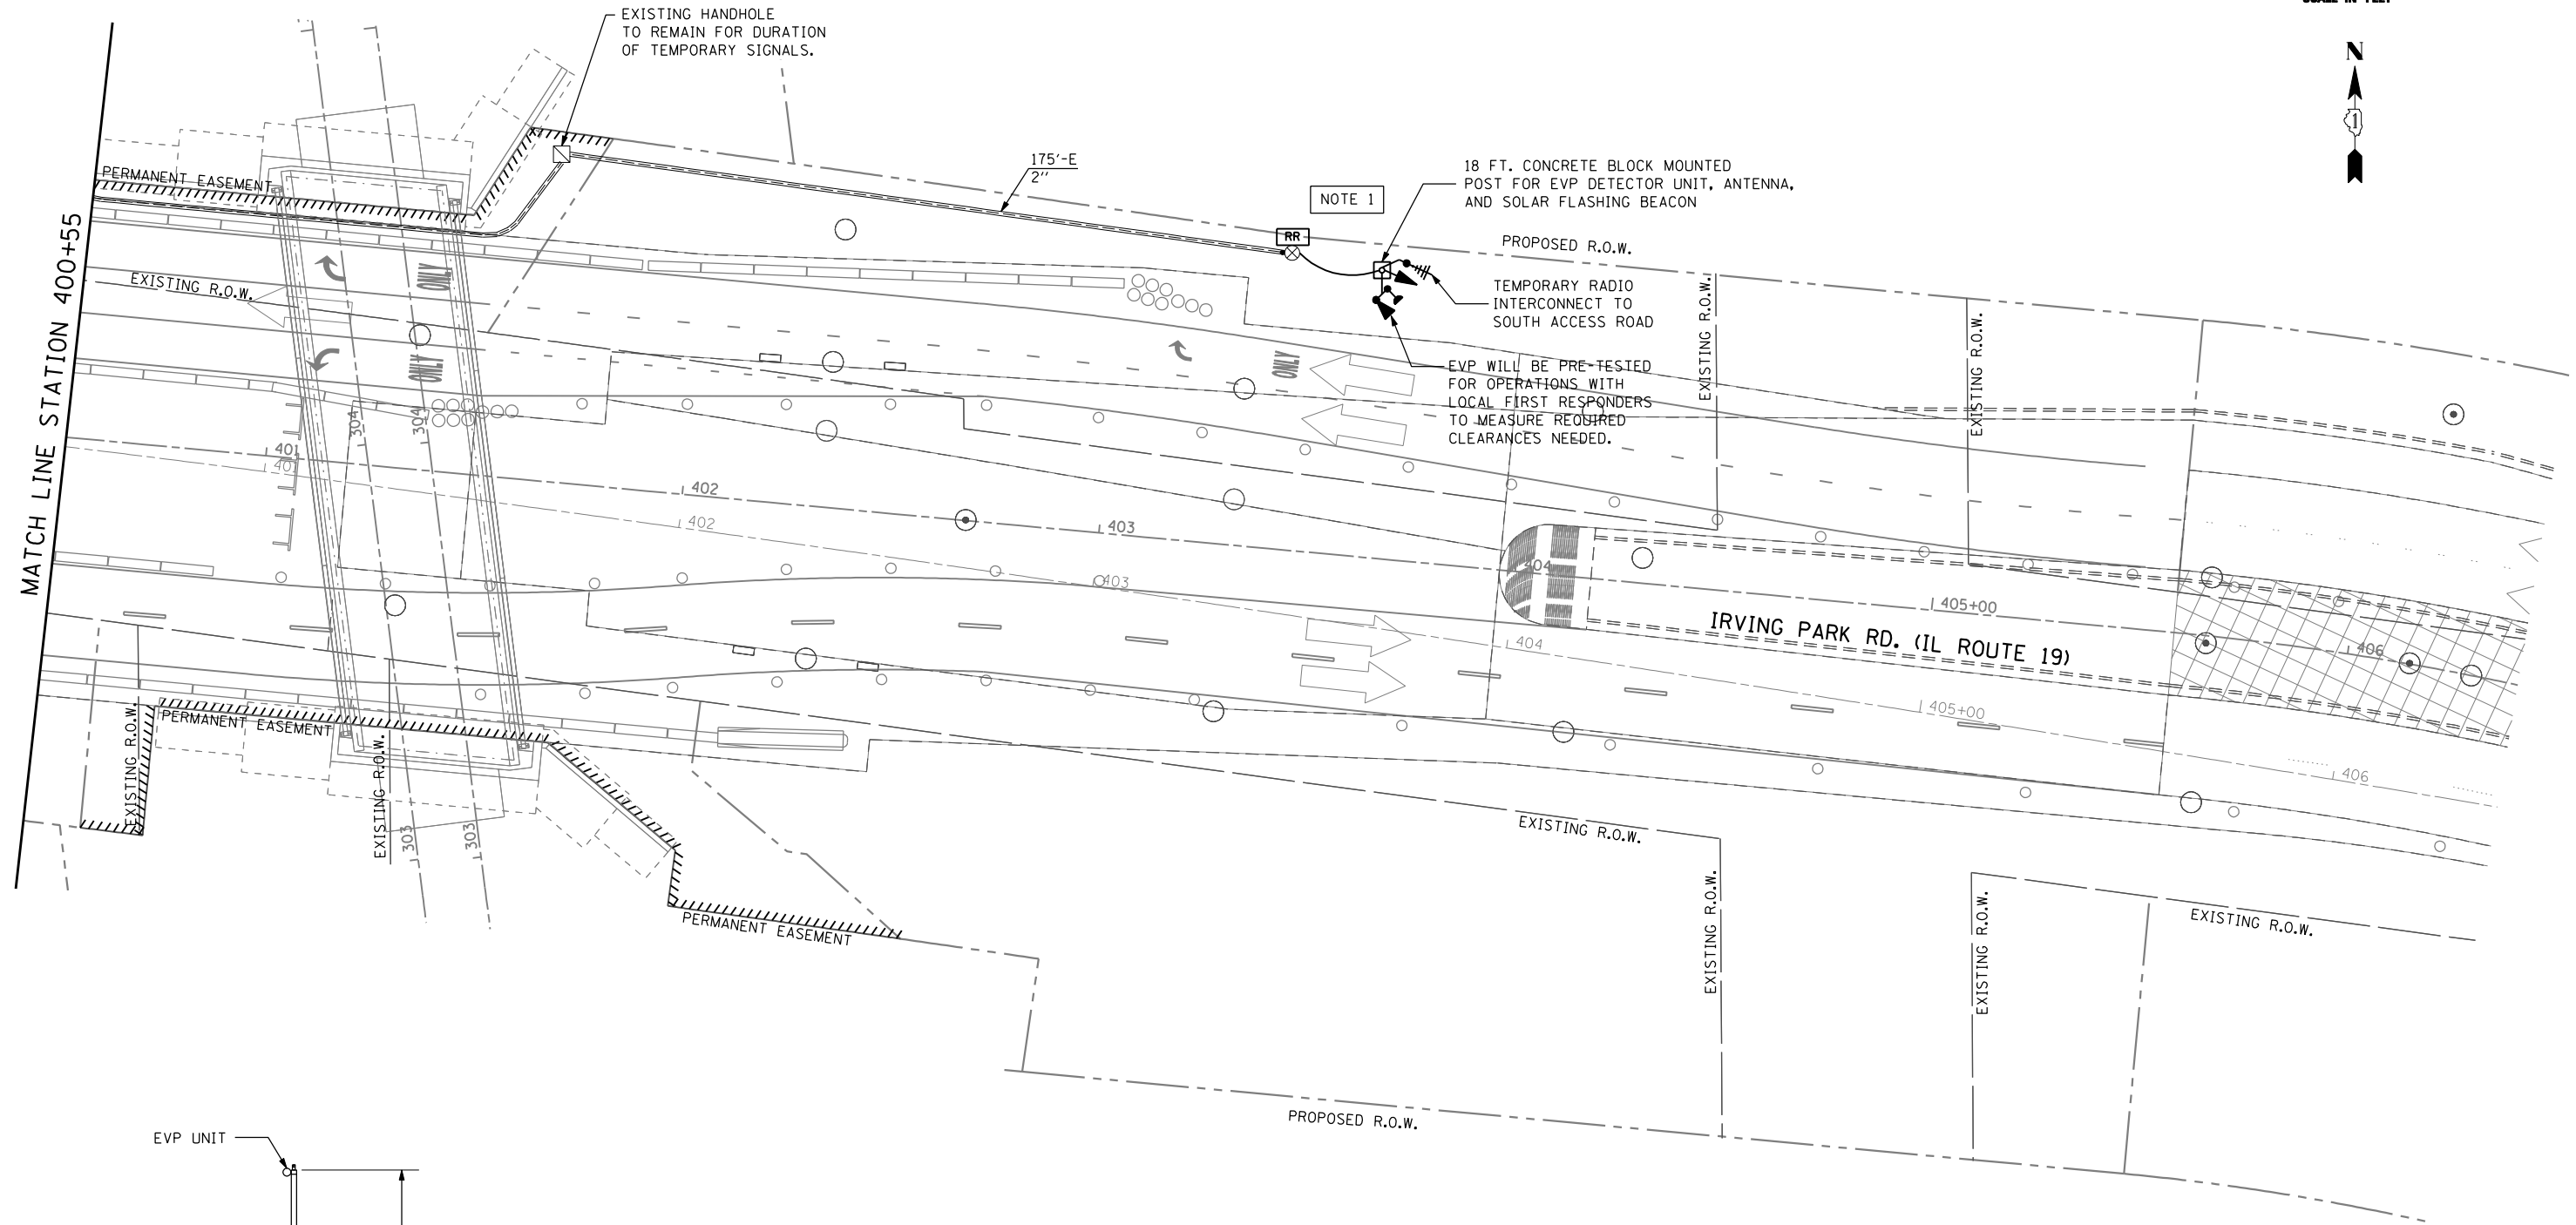 SCALE IN FEET
N
1
EXISTING HANDHOLE
TO REMAIN FOR DURATION
OF TEMPORARY SIGNALS.
175'-E
2''
NOTE 1
18 FT. CONCRETE BLOCK MOUNTED
POST FOR EVP DETECTOR UNIT, ANTENNA,
AND SOLAR FLASHING BEACON
RR
PROPOSED R.O.W.
TEMPORARY RADIO
INTERCONNECT TO
SOUTH ACCESS ROAD
EVP WILL BE PRE-TESTED
FOR OPERATIONS WITH
LOCAL FIRST RESPONDERS
TO MEASURE REQUIRED
CLEARANCES NEEDED.
EXISTING R.O.W.
EXISTING R.O.W.
PERMANENT EASEMENT
EXISTING R.O.W.
MATCH LINE STATION 400+55
ONLY
ONLY
ONLY
304
304
401
401
402
402
403
403
404
404
405+00
405+00
406
406
IRVING PARK RD. (IL ROUTE 19)
PERMANENT EASEMENT
EXISTING R.O.W.
EXISTING R.O.W.
303
303
PERMANENT EASEMENT
EXISTING R.O.W.
EXISTING R.O.W.
EXISTING R.O.W.
EXISTING R.O.W.
PROPOSED R.O.W.
EVP UNIT